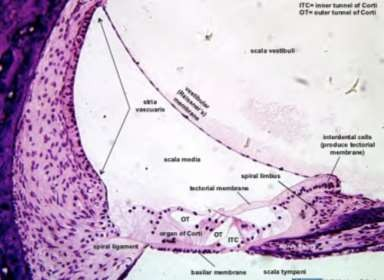 ITC= inner tunnel of Corti
OT= outer tunnel of Corti
scala vestibuli
vestibular
(Reissner's)
membrane
stria
vascularis
interdental cells
(produce tectorial
membrane)
scala media
spiral limbus
tectorial membrane
OT
organ of Corti
OT
ITC
spiral ligament
basilar membrane
scala tympani